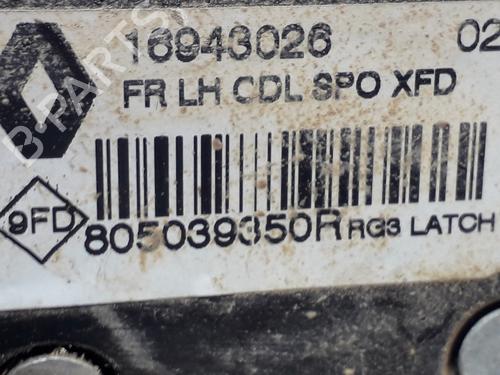 16943026 02
FR LH CDL SPO XFD
9FD 805039350R RG3 LATCH
B-PARTS